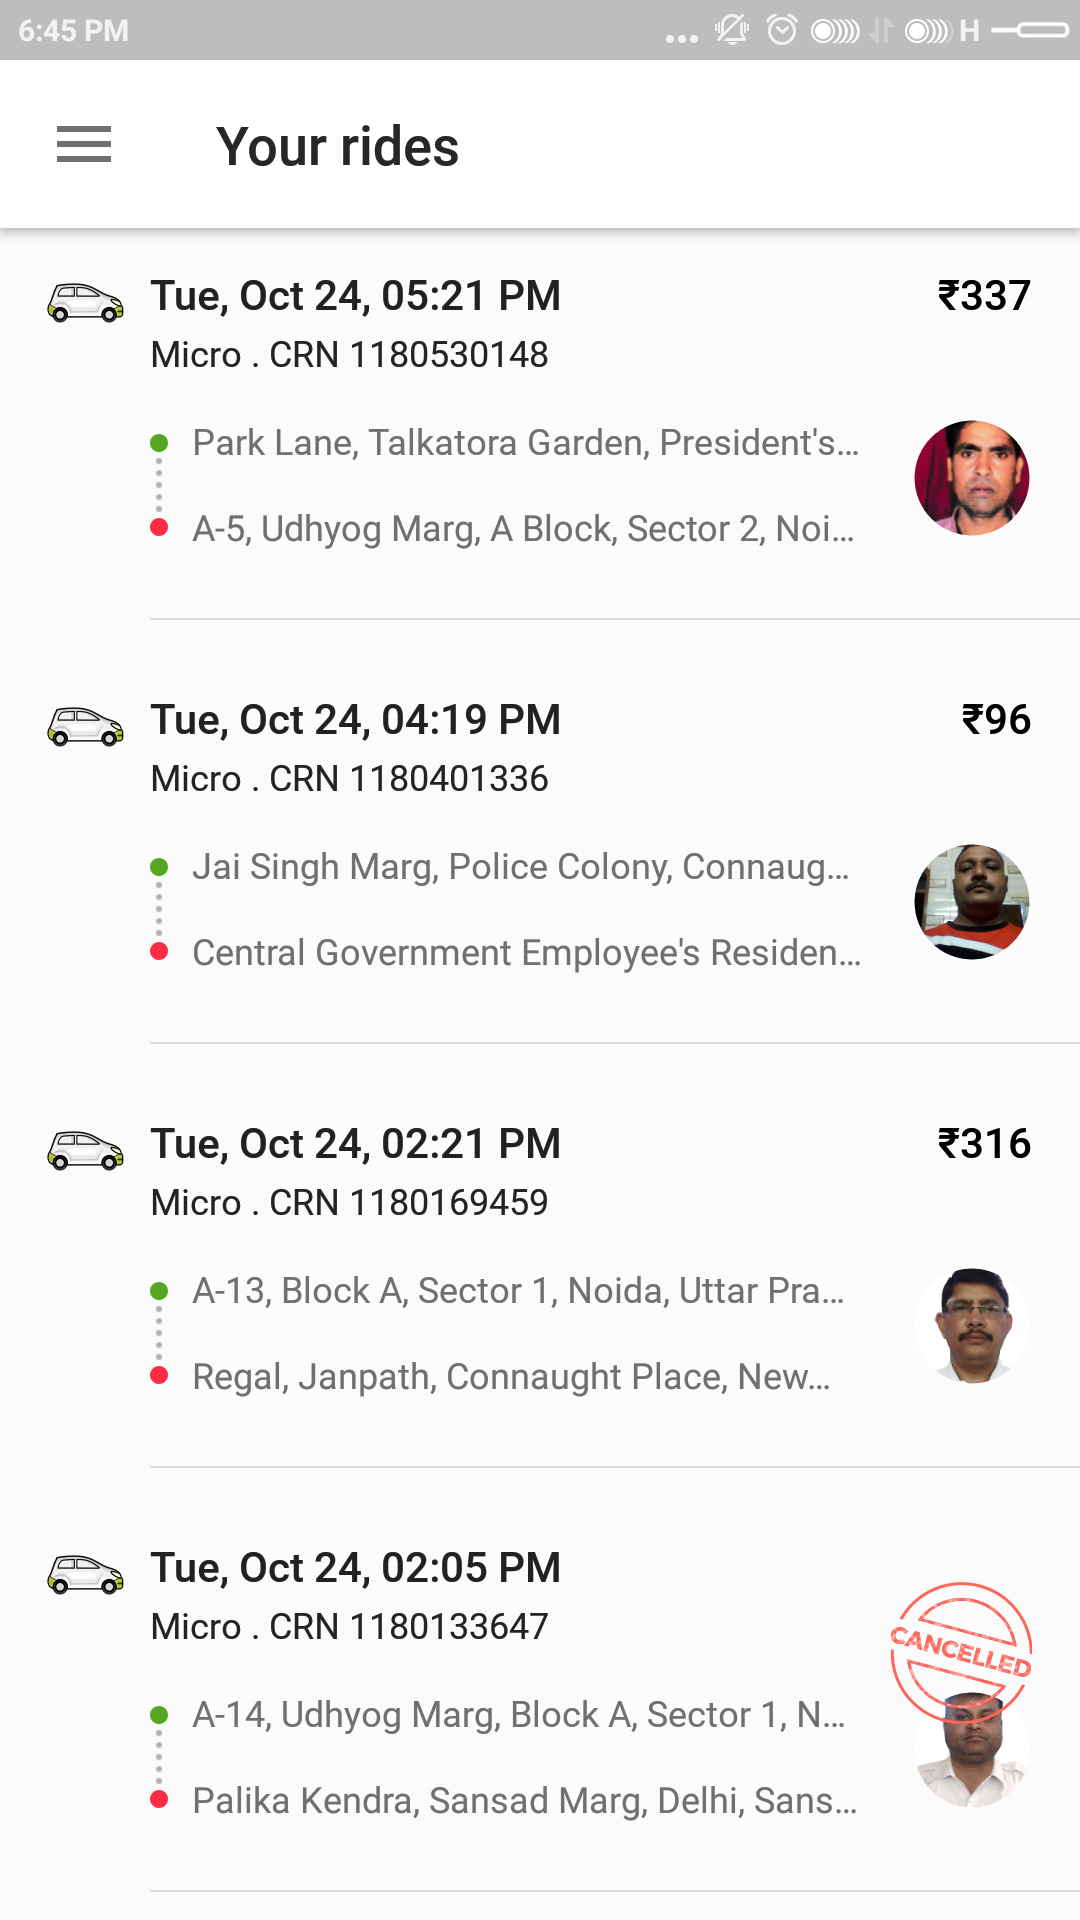 6:45 PM
... H
Your rides
Tue, Oct 24, 05:21 PM ₹337
Micro . CRN 1180530148
Park Lane, Talkatora Garden, President's...
A-5, Udhyog Marg, A Block, Sector 2, Noi...
Tue, Oct 24, 04:19 PM ₹96
Micro . CRN 1180401336
Jai Singh Marg, Police Colony, Connaug...
Central Government Employee's Residen...
Tue, Oct 24, 02:21 PM ₹316
Micro . CRN 1180169459
A-13, Block A, Sector 1, Noida, Uttar Pra...
Regal, Janpath, Connaught Place, New...
Tue, Oct 24, 02:05 PM
Micro . CRN 1180133647
CANCELLED
A-14, Udhyog Marg, Block A, Sector 1, N...
Palika Kendra, Sansad Marg, Delhi, Sans...